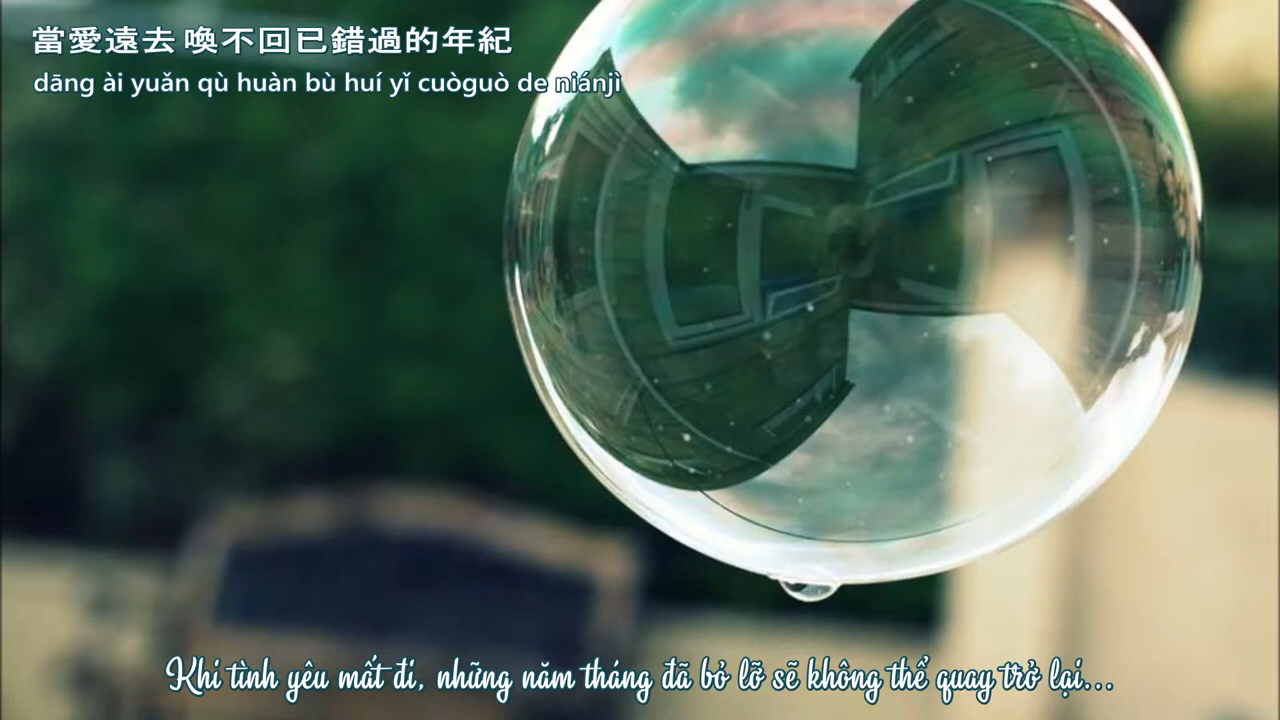 當愛遠去 喚不回已錯過的年紀
dāng ài yuǎn qù huàn bù huí yǐ cuòguò de niánjì
Khi tình yêu mất đi, những năm tháng đã bỏ lỡ sẽ không thể quay trở lại...